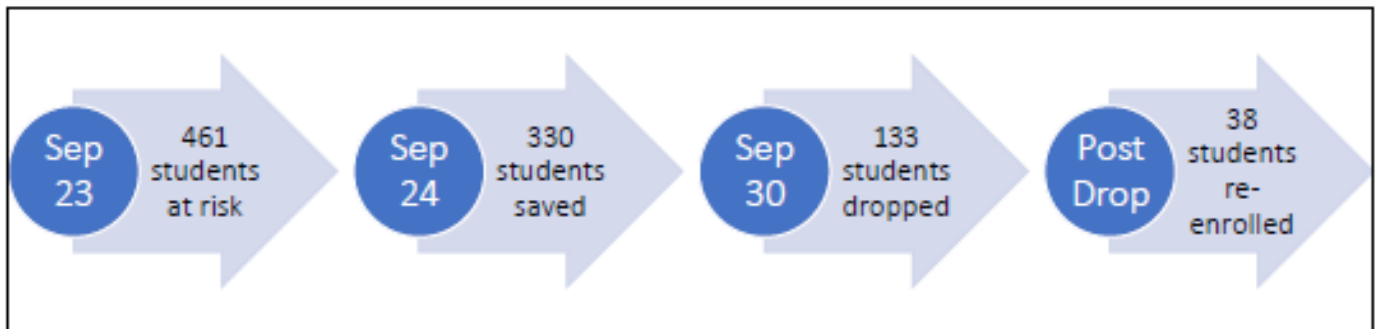 Sep
23
461
students
at risk
Sep
24
330
students
saved
Sep
30
133
students
dropped
Post
Drop
38
students
re-
enrolled